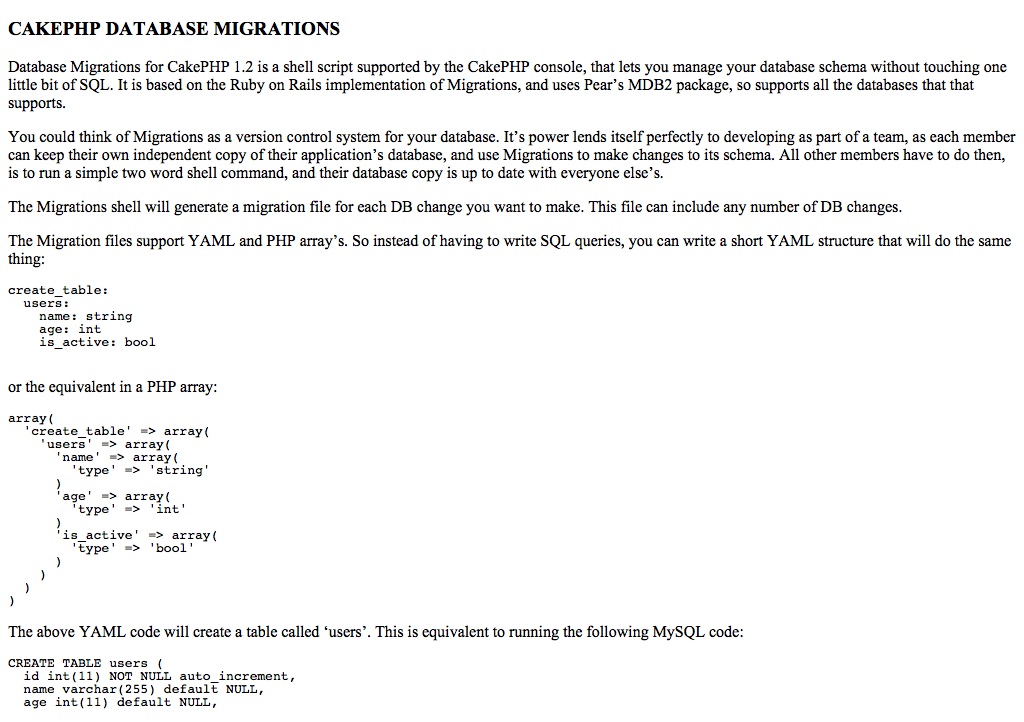 CAKEPHP DATABASE MIGRATIONS
Database Migrations for CakePHP 1.2 is a shell script supported by the CakePHP console, that lets you manage your database schema without touching one
little bit of SQL. It is based on the Ruby on Rails implementation of Migrations, and uses Pear’s MDB2 package, so supports all the databases that that
supports.
You could think of Migrations as a version control system for your database. It’s power lends itself perfectly to developing as part of a team, as each member
can keep their own independent copy of their application’s database, and use Migrations to make changes to its schema. All other members have to do then,
is to run a simple two word shell command, and their database copy is up to date with everyone else’s.
The Migrations shell will generate a migration file for each DB change you want to make. This file can include any number of DB changes.
The Migration files support YAML and PHP array’s. So instead of having to write SQL queries, you can write a short YAML structure that will do the same
thing:
create_table:
  users:
    name: string
    age: int
    is_active: bool
or the equivalent in a PHP array:
array(
  'create_table' => array(
    'users' => array(
      'name' => array(
        'type' => 'string'
      )
      'age' => array(
        'type' => 'int'
      )
      'is_active' => array(
        'type' => 'bool'
      )
    )
  )
)
The above YAML code will create a table called ‘users’. This is equivalent to running the following MySQL code:
CREATE TABLE users (
  id int(11) NOT NULL auto_increment,
  name varchar(255) default NULL,
  age int(11) default NULL,